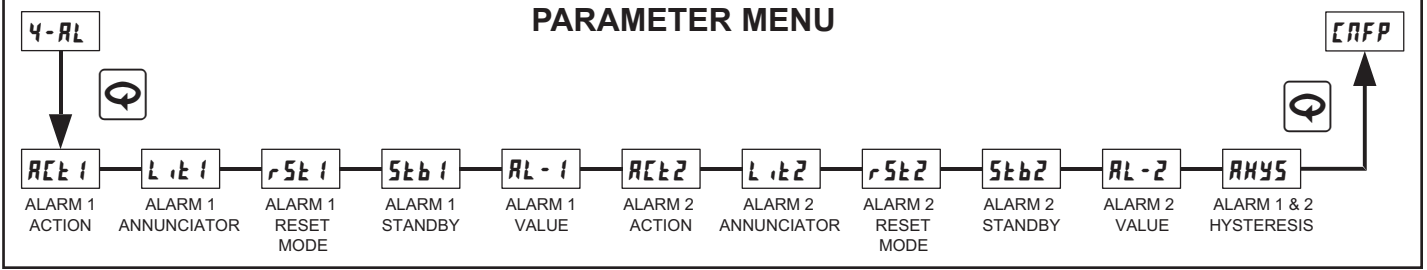 PARAMETER MENU
4-AL
CNFP
ACt1
Lit1
rSt1
Stb1
AL-1
ACt2
Lit2
rSt2
Stb2
AL-2
AHYS
ALARM 1
ACTION
ALARM 1
ANNUNCIATOR
ALARM 1
RESET
MODE
ALARM 1
STANDBY
ALARM 1
VALUE
ALARM 2
ACTION
ALARM 2
ANNUNCIATOR
ALARM 2
RESET
MODE
ALARM 2
STANDBY
ALARM 2
VALUE
ALARM 1 & 2
HYSTERESIS